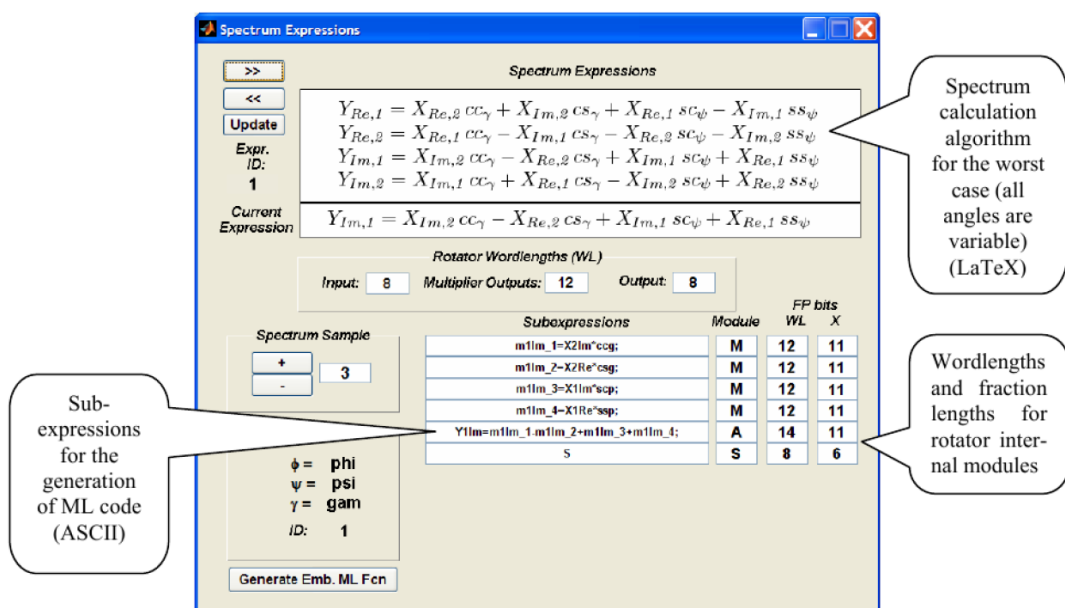 Spectrum Expressions
>>
<<
Update
Expr.
ID:
1
Current
Expression
Spectrum Expressions
Y_{Re,1} = X_{Re,2} cc_γ + X_{Im,2} cs_γ + X_{Re,1} sc_ψ − X_{Im,1} ss_ψ
Y_{Re,2} = X_{Re,1} cc_γ − X_{Im,1} cs_γ − X_{Re,2} sc_ψ − X_{Im,2} ss_ψ
Y_{Im,1} = X_{Im,2} cc_γ − X_{Re,2} cs_γ + X_{Im,1} sc_ψ + X_{Re,1} ss_ψ
Y_{Im,2} = X_{Im,1} cc_γ + X_{Re,1} cs_γ − X_{Im,2} sc_ψ + X_{Re,2} ss_ψ
Y_{Im,1} = X_{Im,2} cc_γ − X_{Re,2} cs_γ + X_{Im,1} sc_ψ + X_{Re,1} ss_ψ
Rotator Wordlengths (WL)
Input: 8 Multiplier Outputs: 12 Output: 8
FP bits
Subexpressions Module WL X
m1Im_1=X2Im*ccg; M 12 11
m1Im_2=X2Re*csg; M 12 11
m1Im_3=X1Im*scp; M 12 11
m1Im_4=X1Re*ssp; M 12 11
Y1Im=m1Im_1-m1Im_2+m1Im_3+m1Im_4; A 14 11
S S 8 6
Spectrum Sample
+
-
3
ϕ = phi
ψ = psi
γ = gam
ID: 1
Generate Emb. ML Fcn
Spectrum
calculation
algorithm
for the worst
case (all
angles are
variable)
(LaTeX)
Wordlengths
and fraction
lengths for
rotator inter-
nal modules
Sub-
expressions
for the
generation
of ML code
(ASCII)